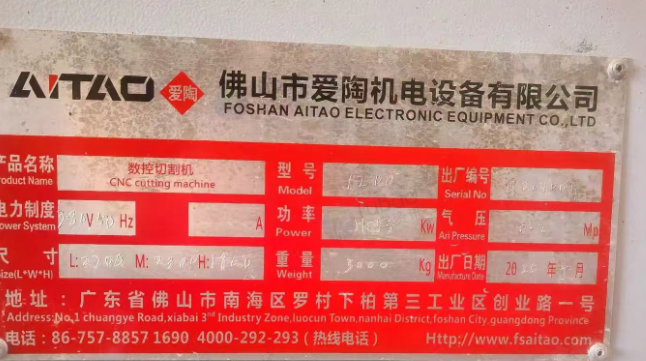 AITAO 爱陶 佛山市爱陶机电设备有限公司
FOSHAN AITAO ELECTRONIC EQUIPMENT CO.,LTD
产品名称 数控切割机 型号 出厂编号
Product Name CNC cutting machine Model Serial No
电力制度 V Hz A 功率 Kw 气压 Mp
Power System Power Ari Pressure
尺寸 L: M: H: 重量 3000 Kg 出厂日期 20 年 月
Size(L*W*H) Weight Manufacture Date
地址：广东省佛山市南海区罗村下柏第三工业区创业路一号
Address:No,1 chuangye Road,xiabai 3rd Industry Zone,luocun Town,nanhai District,foshan City,guangdong Province
电话：86-757-8857 1690 4000-292-293（热线电话） Http://www.fsaitao.com